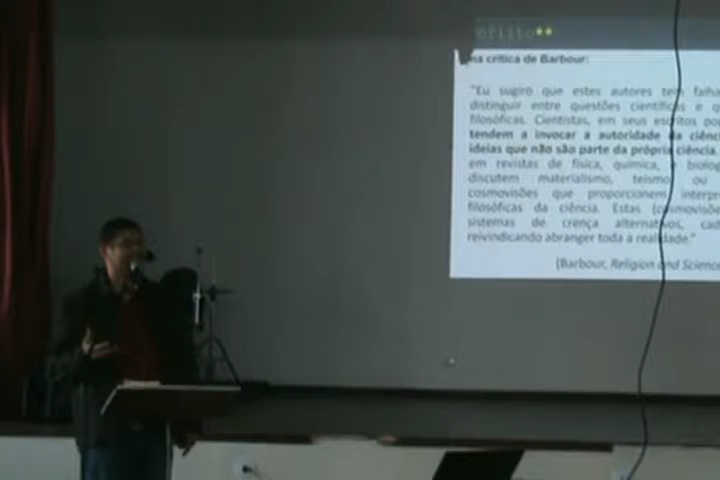 nflito**
ma crítica de Barbour:
"Eu sugiro que estes autores tem falha
distinguir entre questões científicas e
filosóficas. Cientistas, em seus escritos
tendem a invocar a autoridade da ciênc
ideias que não são parte da própria ciência.
em revistas de física, química, biolog
discutem materialismo, teísmo ou
cosmovisões que proporcionem interpre
filosóficas da ciência. Estas (cosmovisõe
sistemas de crença alternativos, cad
reivindicando abranger toda a realidade."
(Barbour, Religion and Science